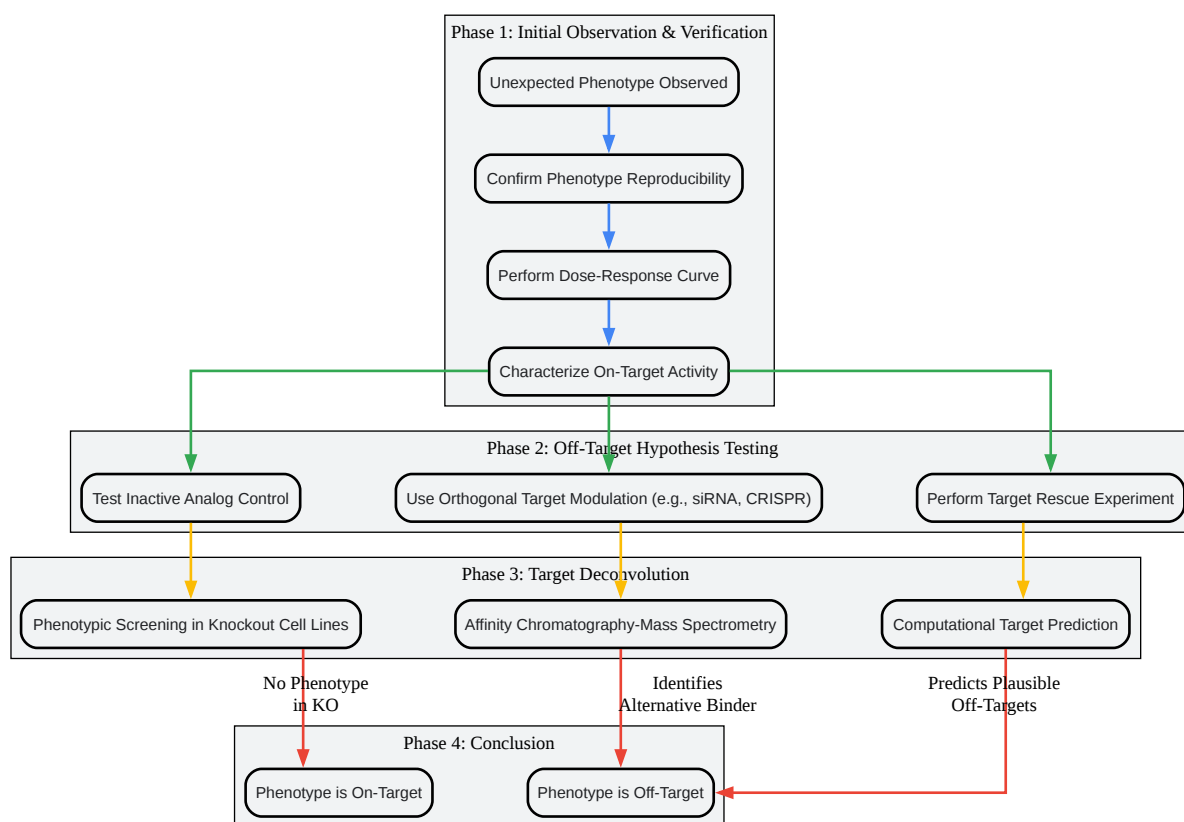 Phase 1: Initial Observation & Verification
Unexpected Phenotype Observed
Confirm Phenotype Reproducibility
Perform Dose-Response Curve
Characterize On-Target Activity
Phase 2: Off-Target Hypothesis Testing
Test Inactive Analog Control
Use Orthogonal Target Modulation (e.g., siRNA, CRISPR)
Perform Target Rescue Experiment
Phase 3: Target Deconvolution
Phenotypic Screening in Knockout Cell Lines
Affinity Chromatography-Mass Spectrometry
Computational Target Prediction
No Phenotype
in KO
Identifies
Alternative Binder
Predicts Plausible
Off-Targets
Phase 4: Conclusion
Phenotype is On-Target
Phenotype is Off-Target